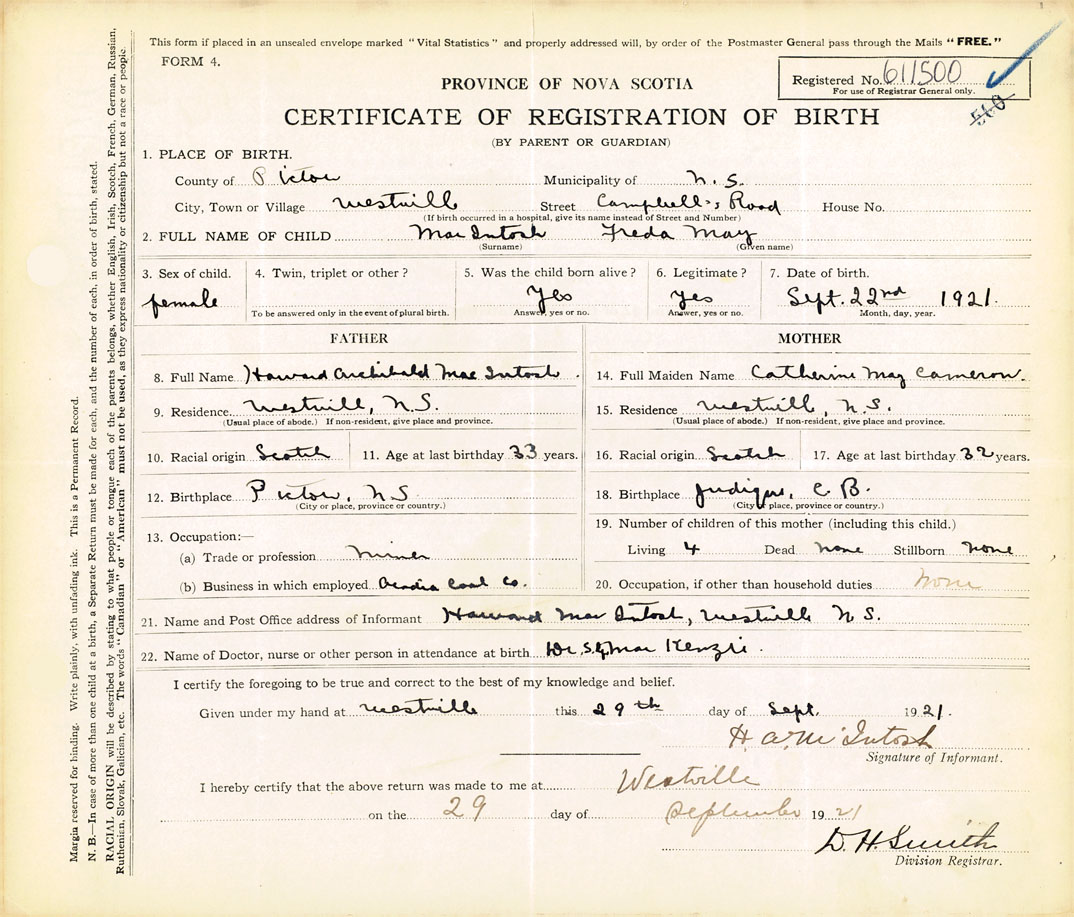 This form if placed in an unsealed envelope marked "Vital Statistics" and properly addressed will, by order of the Postmaster General pass through the Mails "FREE."
FORM 4.
Registered No. 611500
For use of Registrar General only.
560
PROVINCE OF NOVA SCOTIA
CERTIFICATE OF REGISTRATION OF BIRTH
(BY PARENT OR GUARDIAN)
1. PLACE OF BIRTH.
County of Pictou Municipality of N. S.
City, Town or Village Westville Street Campbell's Road House No.
(If birth occurred in a hospital, give its name instead of Street and Number)
2. FULL NAME OF CHILD MacIntosh Freda May
(Surname) (Given name)
3. Sex of child. 4. Twin, triplet or other? 5. Was the child born alive? 6. Legitimate? 7. Date of birth.
female Yes Yes Sept. 22nd 1921.
To be answered only in the event of plural birth. Answer, yes or no. Answer, yes or no. Month, day, year.
FATHER
8. Full Name Howard Archibald MacIntosh.
9. Residence Westville, N.S.
(Usual place of abode.) If non-resident, give place and province.
10. Racial origin Scotch 11. Age at last birthday 33 years.
12. Birthplace Pictou, N.S
(City or place, province or country.)
13. Occupation:—
(a) Trade or profession Miner
(b) Business in which employed Acadia Coal Co.
MOTHER
14. Full Maiden Name Catherine May Cameron.
15. Residence Westville, N.S.
(Usual place of abode.) If non-resident, give place and province.
16. Racial origin Scotch 17. Age at last birthday 32 years.
18. Birthplace Judique, C B.
(City or place, province or country.)
19. Number of children of this mother (including this child.)
Living 4 Dead None Stillborn None
20. Occupation, if other than household duties None
21. Name and Post Office address of Informant Howard MacIntosh, Westville N S.
22. Name of Doctor, nurse or other person in attendance at birth Dr. S.G. MacKenzie.
I certify the foregoing to be true and correct to the best of my knowledge and belief.
Given under my hand at Westville this 29th day of Sept. 1921.
H. A. McIntosh
Signature of Informant.
I hereby certify that the above return was made to me at Westville
on the 29 day of September 1921
D. H. Smith
Division Registrar.
Margin reserved for binding. Write plainly, with unfading ink. This is a Permanent Record.
N. B.—In case of more than one child at a birth, a Separate Return must be made for each, and the number of each, in order of birth, stated.
RACIAL ORIGIN will be described by stating to what people or tongue each of the parents belongs, whether English, Irish, Scotch, French, German, Russian,
Ruthenian, Slovak, Galician, etc. The words "Canadian" or "American" must not be used, as they express nationality or citizenship but not a race or people.